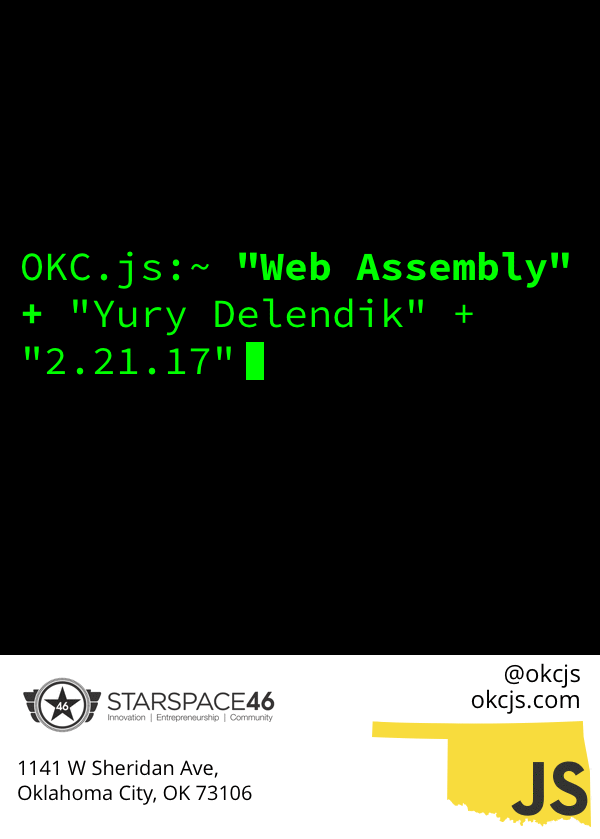 OKC.js:~ "Web Assembly"
+ "Yury Delendik" +
"2.21.17"
@okcjs
okcjs.com
46
STARSPACE46
Innovation | Entrepreneurship | Community
1141 W Sheridan Ave,
Oklahoma City, OK 73106
JS